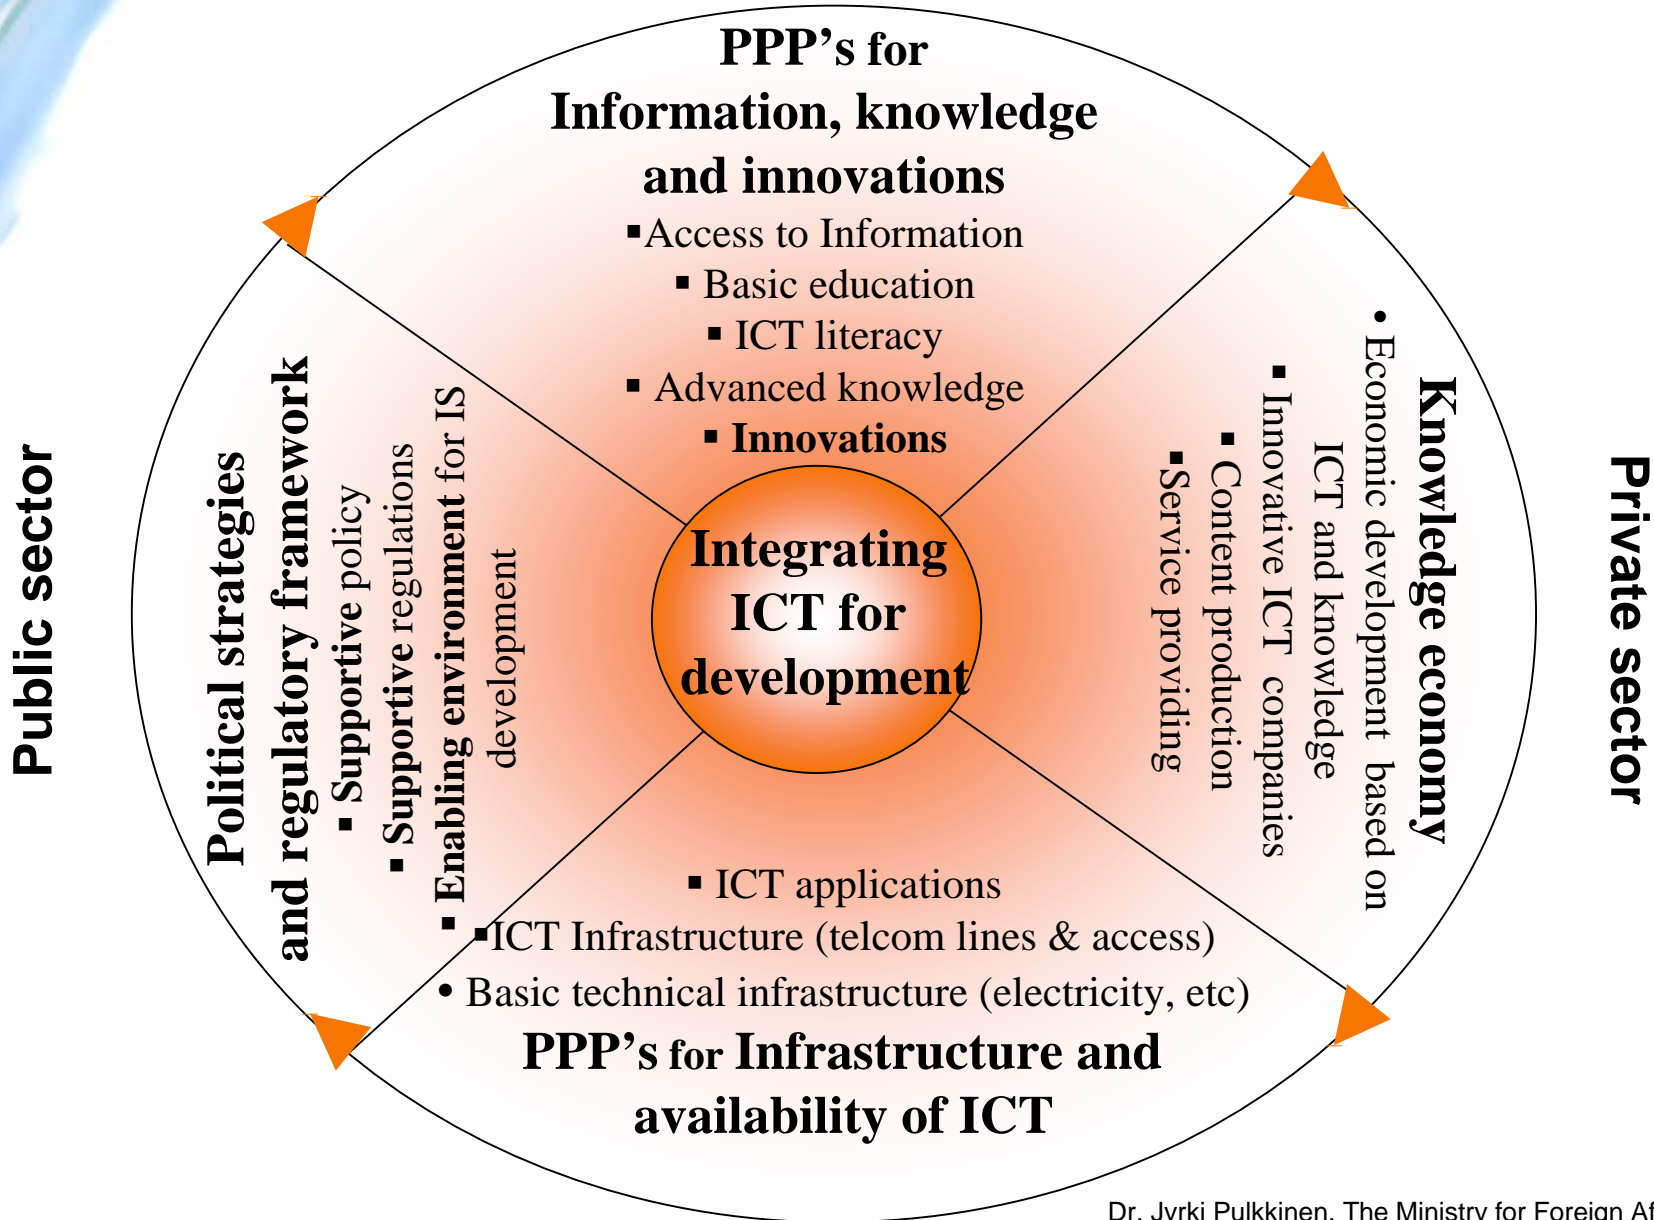 PPP's for
Information, knowledge
and innovations
▪Access to Information
▪ Basic education
▪ ICT literacy
▪ Advanced knowledge
▪ Innovations
Public sector
Political strategies
and regulatory framework
▪ Supportive policy
▪ Supportive regulations
▪ Enabling environment for IS
development
Integrating
ICT for
development
Private sector
Knowledge economy
• Economic development based on
ICT and knowledge
▪ Innovative ICT companies
▪ Content production
▪Service providing
▪ ICT applications
▪ICT Infrastructure (telcom lines & access)
• Basic technical infrastructure (electricity, etc)
PPP's for Infrastructure and
availability of ICT
Dr. Jyrki Pulkkinen, The Ministry for Foreign